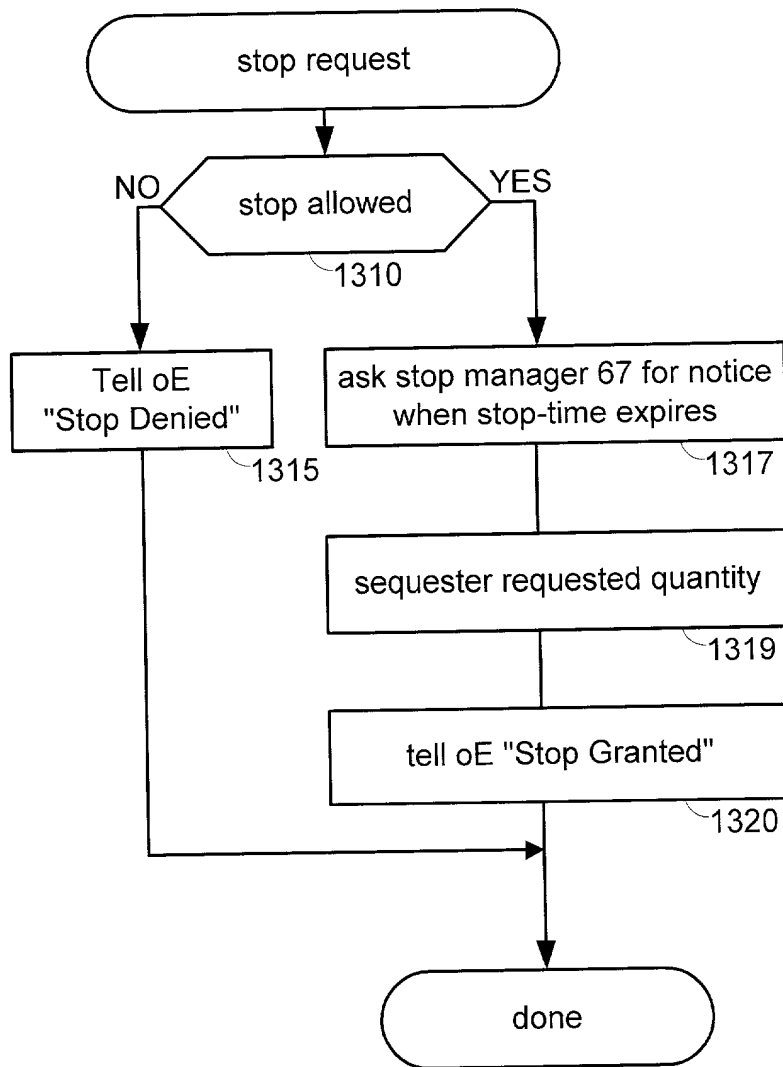 stop request
NO
YES
stop allowed
1310
Tell oE
"Stop Denied"
1315
ask stop manager 67 for notice
when stop-time expires
1317
sequester requested quantity
1319
tell oE "Stop Granted"
1320
done